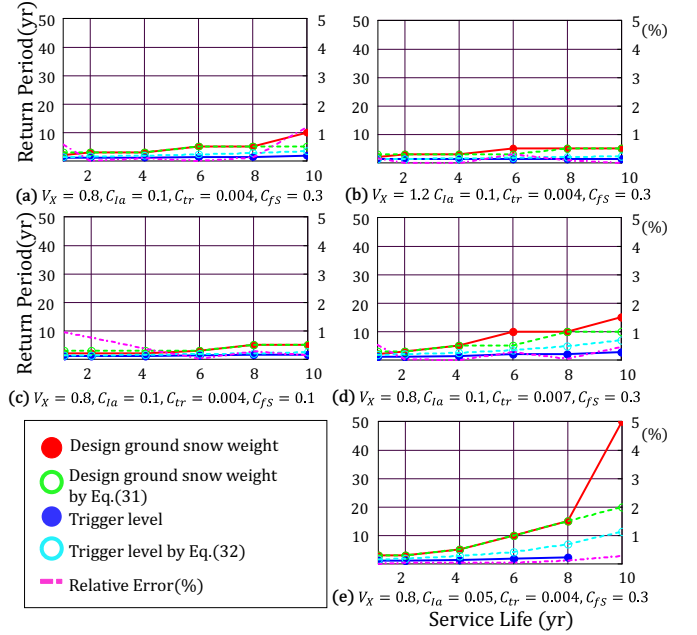 50
40
30
20
10
5
4
3
2
1
Return Period(yr)
2 4 6 8 10
(a) V_X = 0.8, C_Ia = 0.1, C_tr = 0.004, C_fS = 0.3
50
40
30
20
10
5 (%)
4
3
2
1
2 4 6 8 10
(b) V_X = 1.2 C_Ia = 0.1, C_tr = 0.004, C_fS = 0.3
50
40
30
20
10
5
4
3
2
1
Return Period(yr)
2 4 6 8 10
(c) V_X = 0.8, C_Ia = 0.1, C_tr = 0.004, C_fS = 0.1
50
40
30
20
10
5 (%)
4
3
2
1
2 4 6 8 10
(d) V_X = 0.8, C_Ia = 0.1, C_tr = 0.007, C_fS = 0.3
Design ground snow weight
Design ground snow weight
by Eq.(31)
Trigger level
Trigger level by Eq.(32)
Relative Error(%)
50
40
30
20
10
5 (%)
4
3
2
1
2 4 6 8 10
(e) V_X = 0.8, C_Ia = 0.05, C_tr = 0.004, C_fS = 0.3
Service Life (yr)